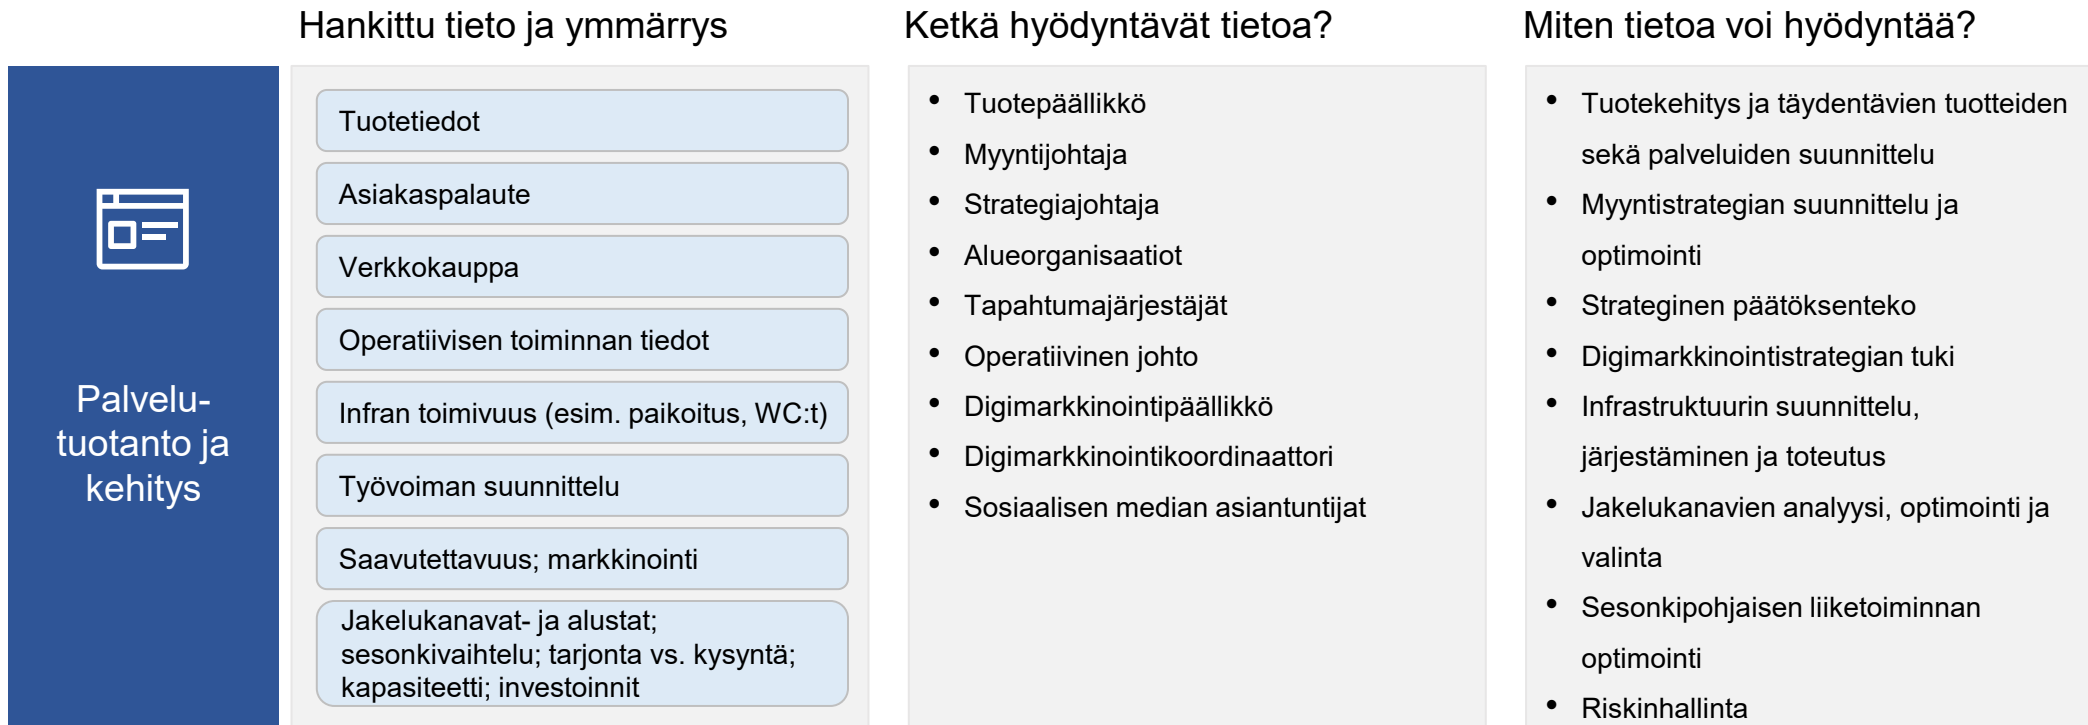 Hankittu tieto ja ymmärrys
Ketkä hyödyntävät tietoa?
Miten tietoa voi hyödyntää?
Palvelu-
tuotanto ja
kehitys
Tuotetiedot
Asiakaspalaute
Verkkokauppa
Operatiivisen toiminnan tiedot
Infran toimivuus (esim. paikoitus, WC:t)
Työvoiman suunnittelu
Saavutettavuus; markkinointi
Jakelukanavat- ja alustat;
sesonkivaihtelu; tarjonta vs. kysyntä;
kapasiteetti; investoinnit
• Tuotepäällikkö
• Myyntijohtaja
• Strategiajohtaja
• Alueorganisaatiot
• Tapahtumajärjestäjät
• Operatiivinen johto
• Digimarkkinointipäällikkö
• Digimarkkinointikoordinaattori
• Sosiaalisen median asiantuntijat
• Tuotekehitys ja täydentävien tuotteiden
sekä palveluiden suunnittelu
• Myyntistrategian suunnittelu ja
optimointi
• Strateginen päätöksenteko
• Digimarkkinointistrategian tuki
• Infrastruktuurin suunnittelu,
järjestäminen ja toteutus
• Jakelukanavien analyysi, optimointi ja
valinta
• Sesonkipohjaisen liiketoiminnan
optimointi
• Riskinhallinta